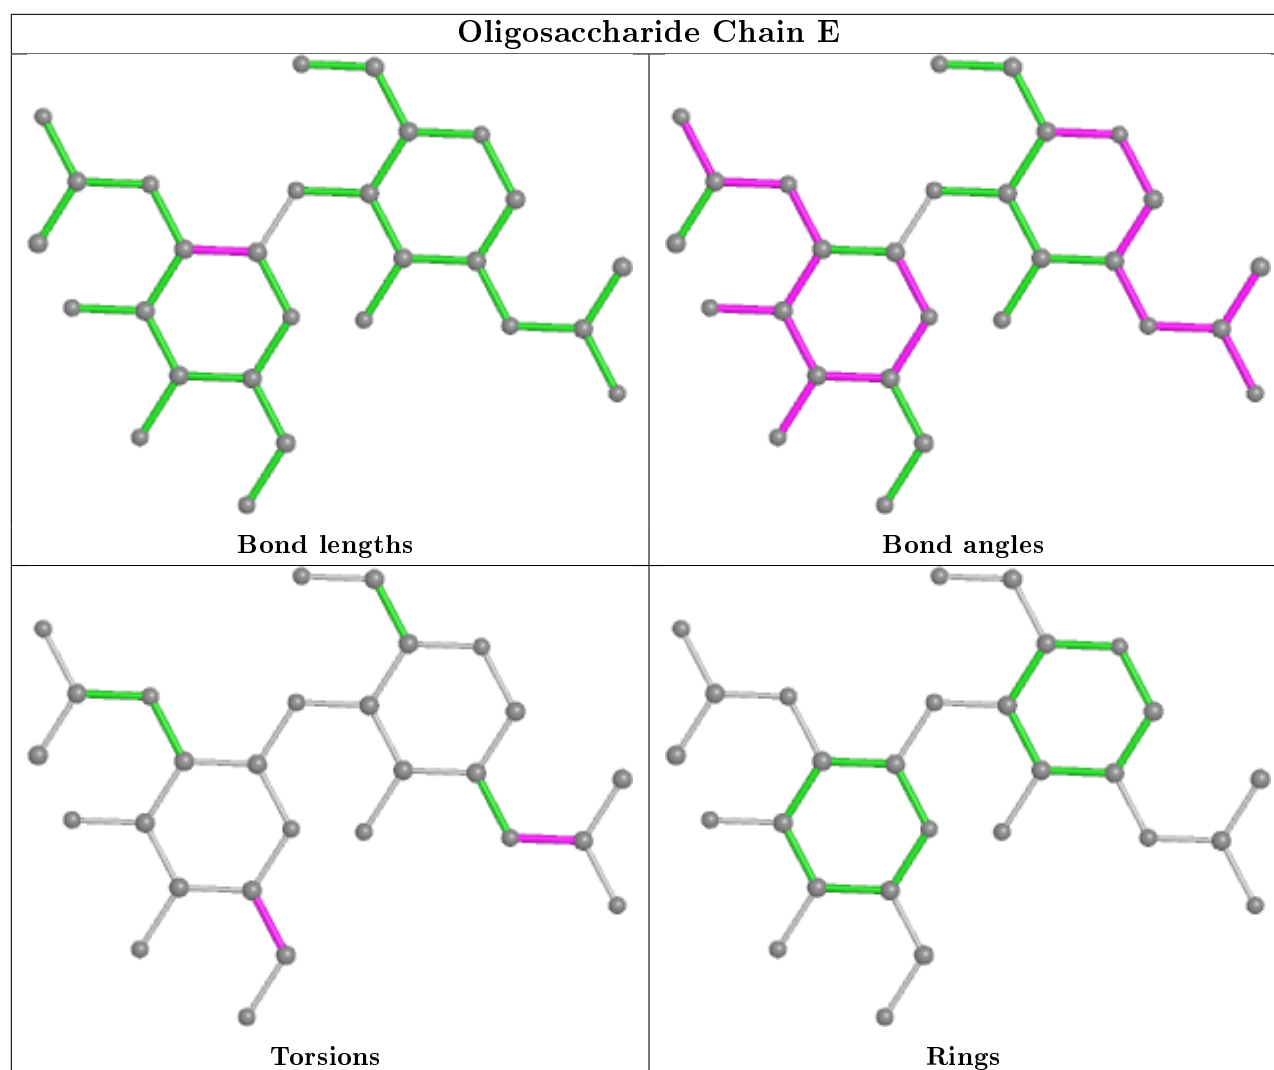 Oligosaccharide Chain E
Bond lengths
Bond angles
Torsions
Rings